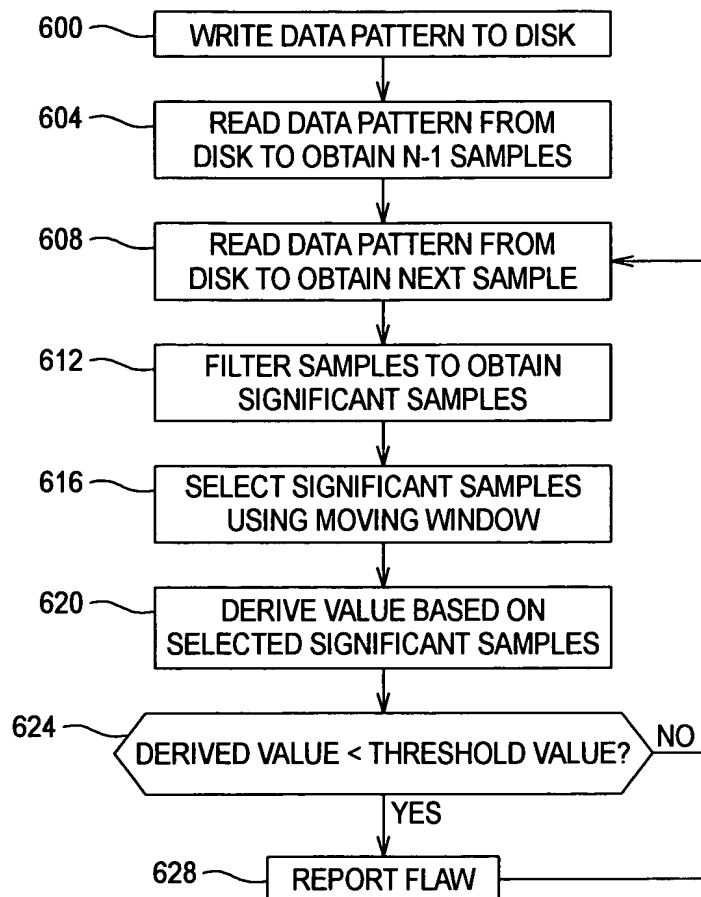 600
WRITE DATA PATTERN TO DISK
604
READ DATA PATTERN FROM
DISK TO OBTAIN N-1 SAMPLES
608
READ DATA PATTERN FROM
DISK TO OBTAIN NEXT SAMPLE
612
FILTER SAMPLES TO OBTAIN
SIGNIFICANT SAMPLES
616
SELECT SIGNIFICANT SAMPLES
USING MOVING WINDOW
620
DERIVE VALUE BASED ON
SELECTED SIGNIFICANT SAMPLES
624
DERIVED VALUE < THRESHOLD VALUE?
NO
YES
628
REPORT FLAW